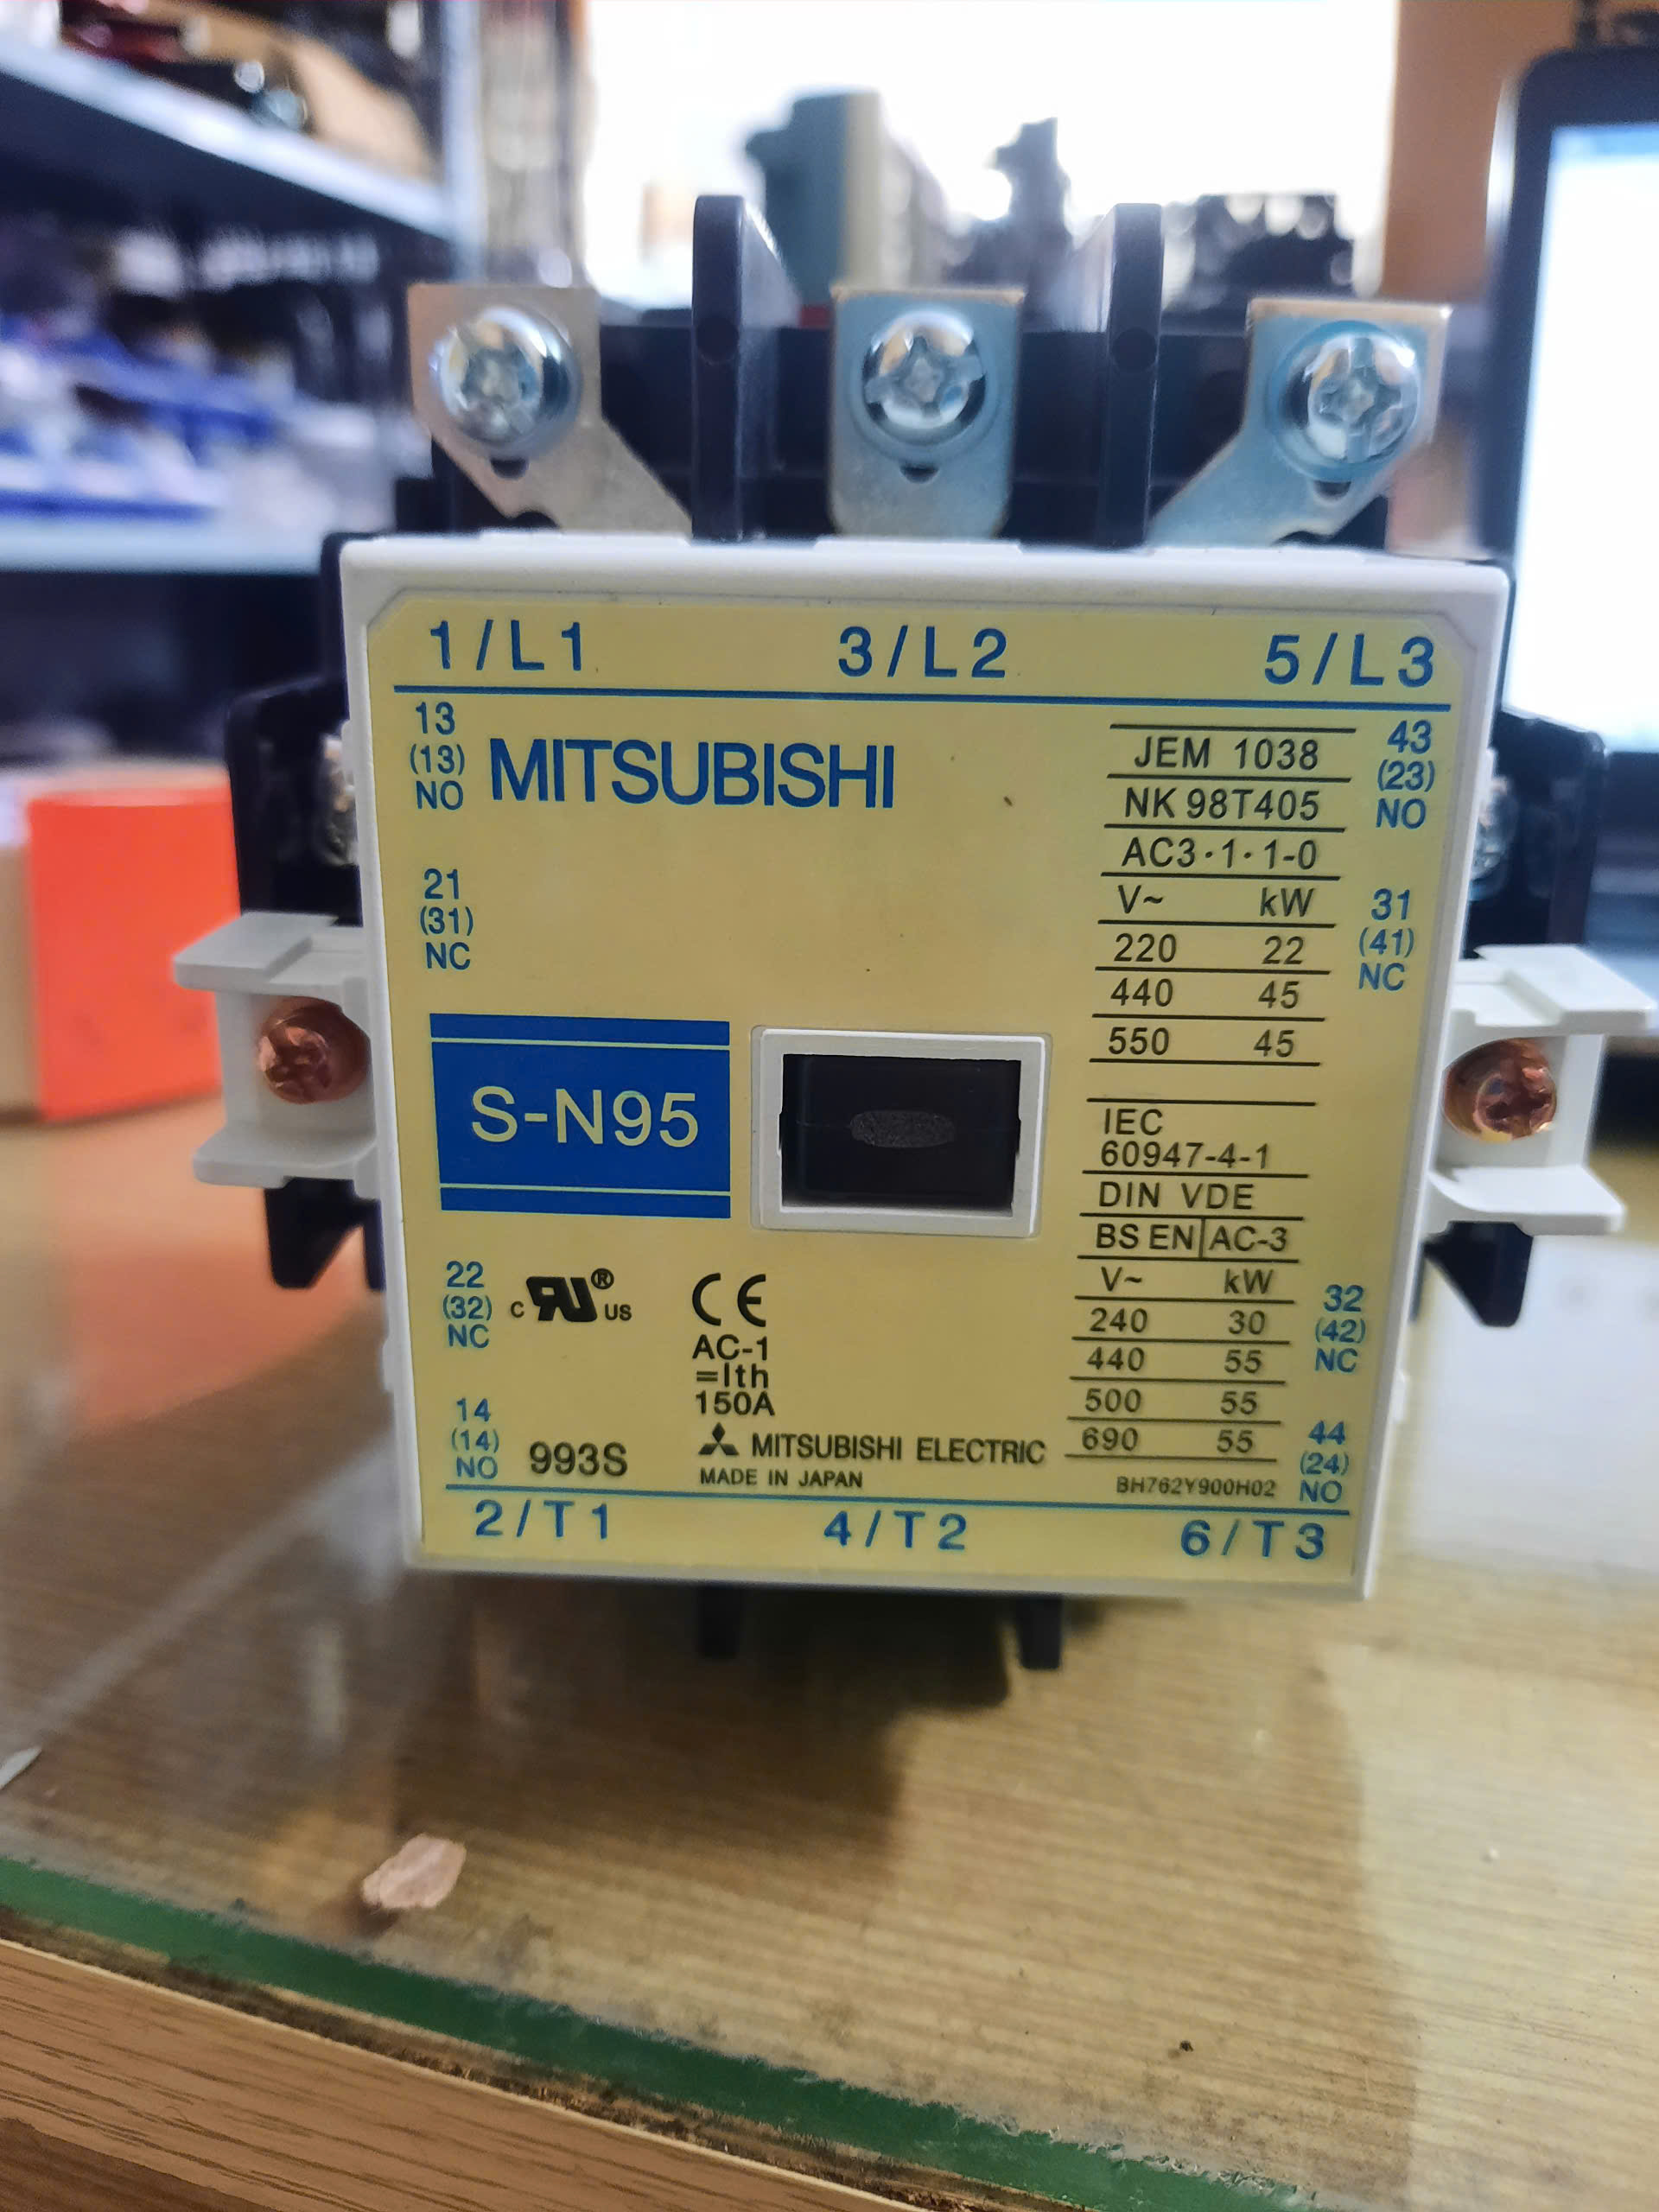 1/L1 3/L2 5/L3
13
(13)
NO
MITSUBISHI
JEM 1038
NK 98T405
AC3·1·1-0
V~ kW
220 22
440 45
550 45
43
(23)
NO
21
(31)
NC
31
(41)
NC
S-N95
IEC
60947-4-1
DIN VDE
BS EN AC-3
V~ kW
240 30
440 55
500 55
690 55
22
(32)
NC
c RU® US
CE
AC-1
=Ith
150A
32
(42)
NC
14
(14)
NO
993S
MITSUBISHI ELECTRIC
MADE IN JAPAN
BH762Y900H02
44
(24)
NO
2/T1 4/T2 6/T3